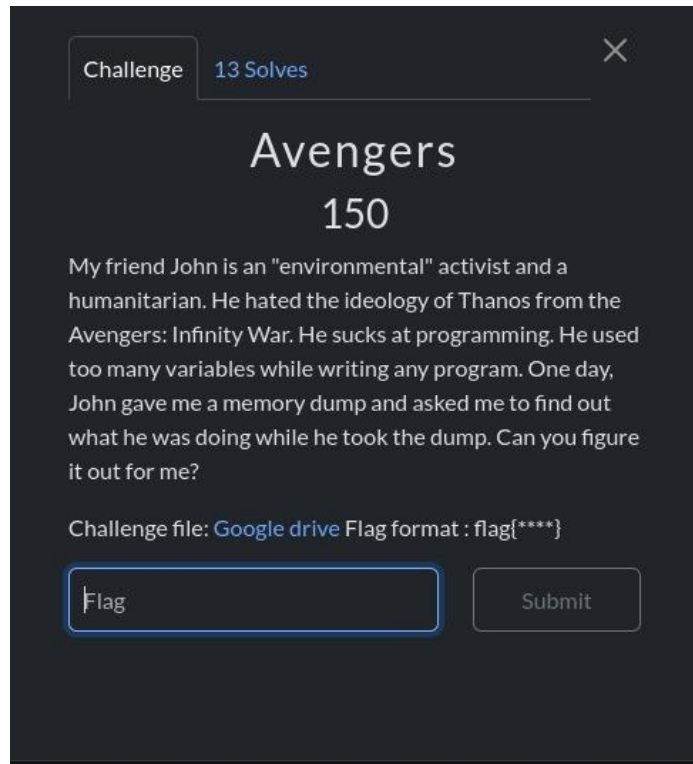 Challenge 13 Solves
Avengers
150
My friend John is an "environmental" activist and a
humanitarian. He hated the ideology of Thanos from the
Avengers: Infinity War. He sucks at programming. He used
too many variables while writing any program. One day,
John gave me a memory dump and asked me to find out
what he was doing while he took the dump. Can you figure
it out for me?
Challenge file: Google drive Flag format : flag{****}
Flag Submit